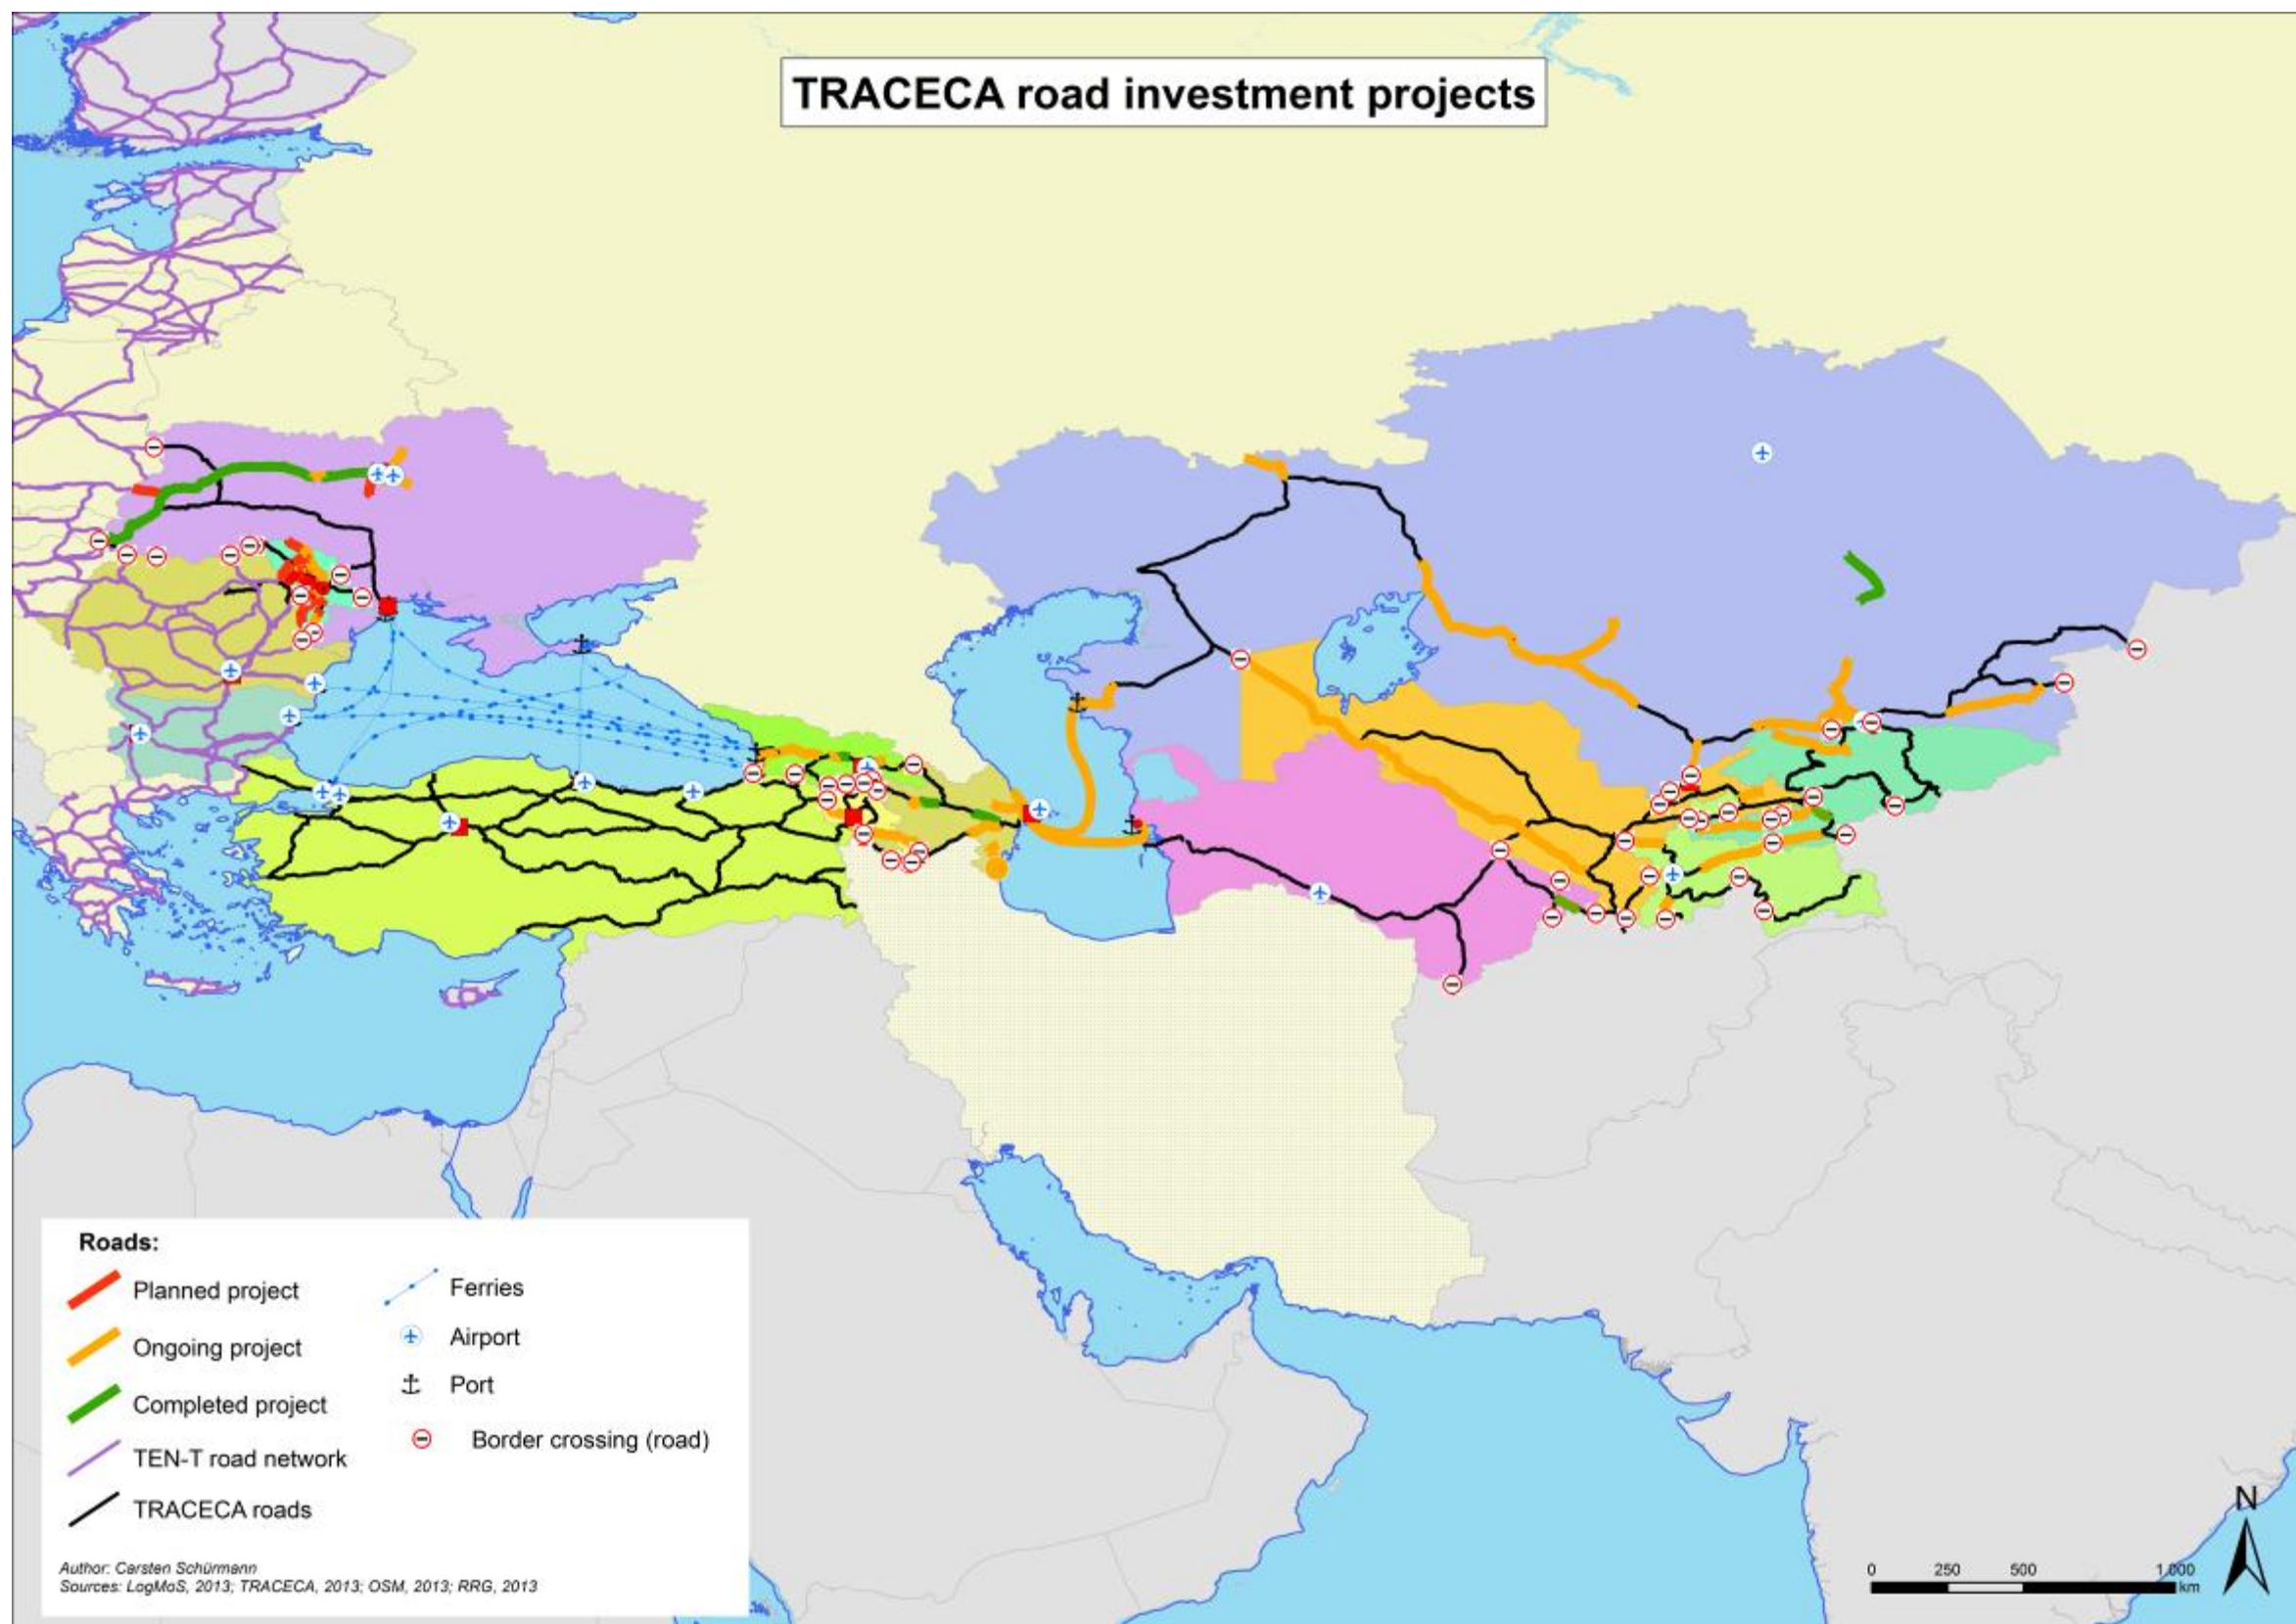 TRACECA road investment projects
Roads:
Planned project
Ongoing project
Completed project
TEN-T road network
TRACECA roads
Ferries
Airport
Port
Border crossing (road)
Author: Carsten Schürmann
Sources: LogMoS, 2013; TRACECA, 2013; OSM, 2013; RRG, 2013
N
0 250 500 1.000
km